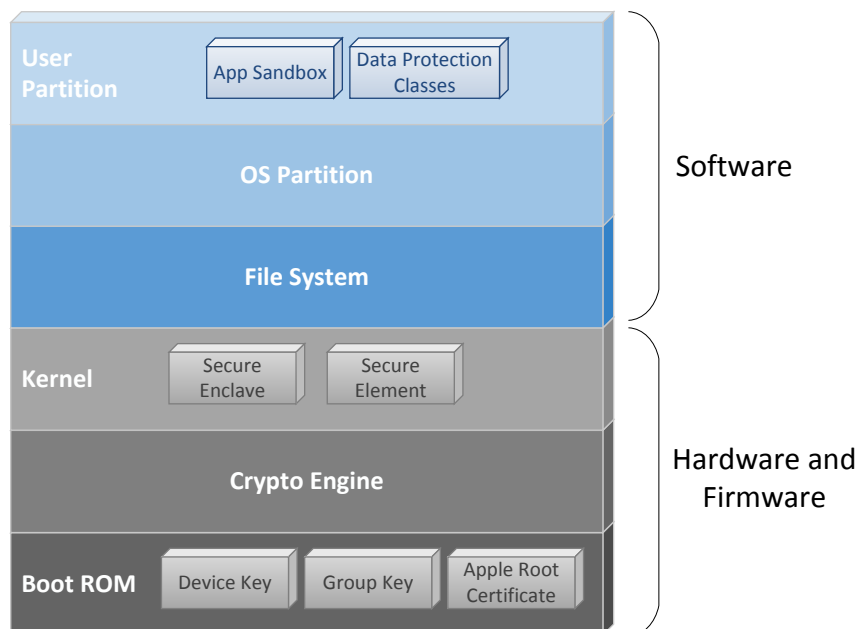 User
Partition
App Sandbox
Data Protection
Classes
OS Partition
File System
Software
Kernel
Secure
Enclave
Secure
Element
Crypto Engine
Hardware and
Firmware
Boot ROM
Device Key
Group Key
Apple Root
Certificate